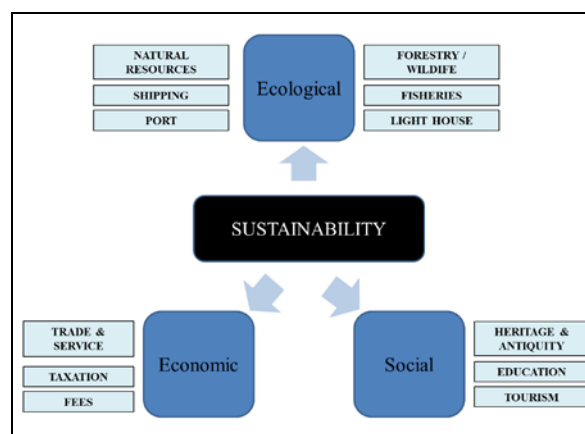 NATURAL
RESOURCES
SHIPPING
PORT
Ecological
FORESTRY /
WILDIFE
FISHERIES
LIGHT HOUSE
SUSTAINABILITY
TRADE &
SERVICE
TAXATION
FEES
Economic
Social
HERITAGE &
ANTIQUITY
EDUCATION
TOURISM